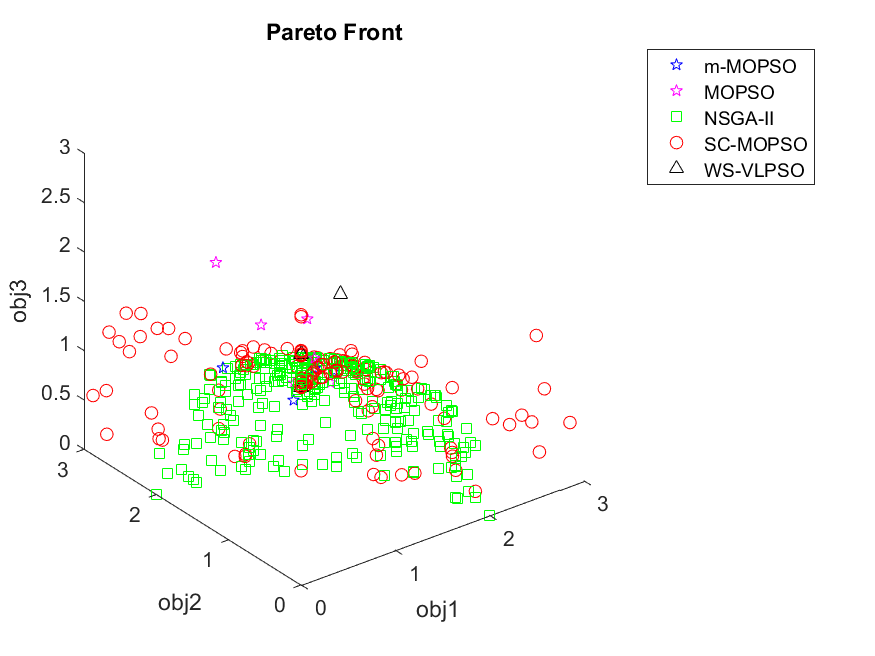 Pareto Front
m-MOPSO
MOPSO
NSGA-II
SC-MOPSO
WS-VLPSO
3
2.5
2
1.5
1
0.5
0
obj3
3
2
1
0
obj2
0
1
2
3
obj1